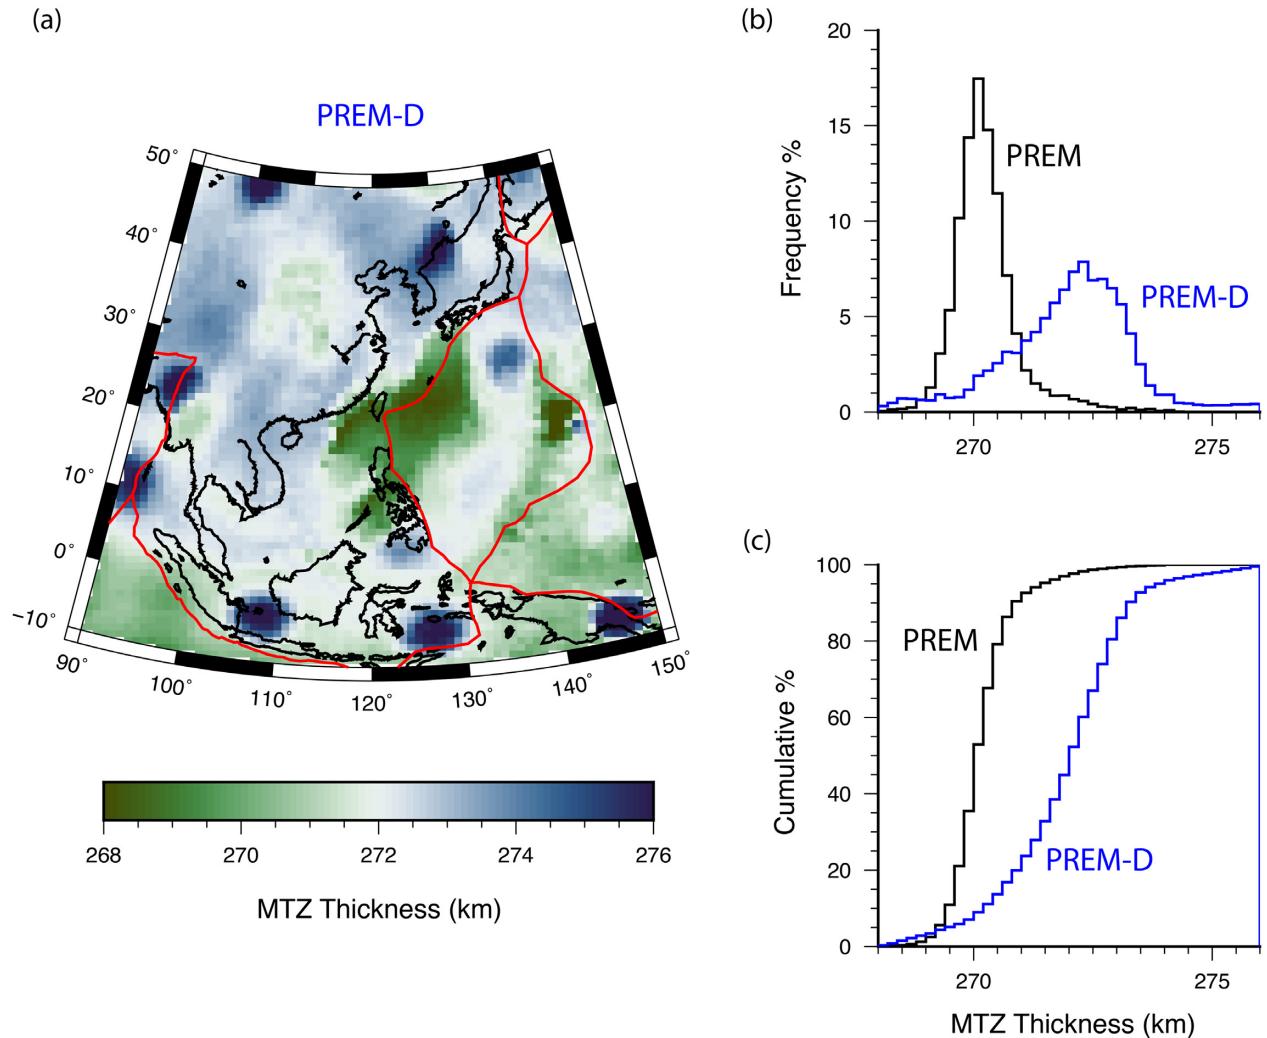 (a)
PREM-D
50°
40°
30°
20°
10°
0°
−10°
90°
100°
110°
120°
130°
140°
150°
268
270
272
274
276
MTZ Thickness (km)
(b)
20
15
10
5
0
Frequency %
PREM
PREM-D
270
275
(c)
100
80
60
40
20
0
Cumulative %
PREM
PREM-D
270
275
MTZ Thickness (km)